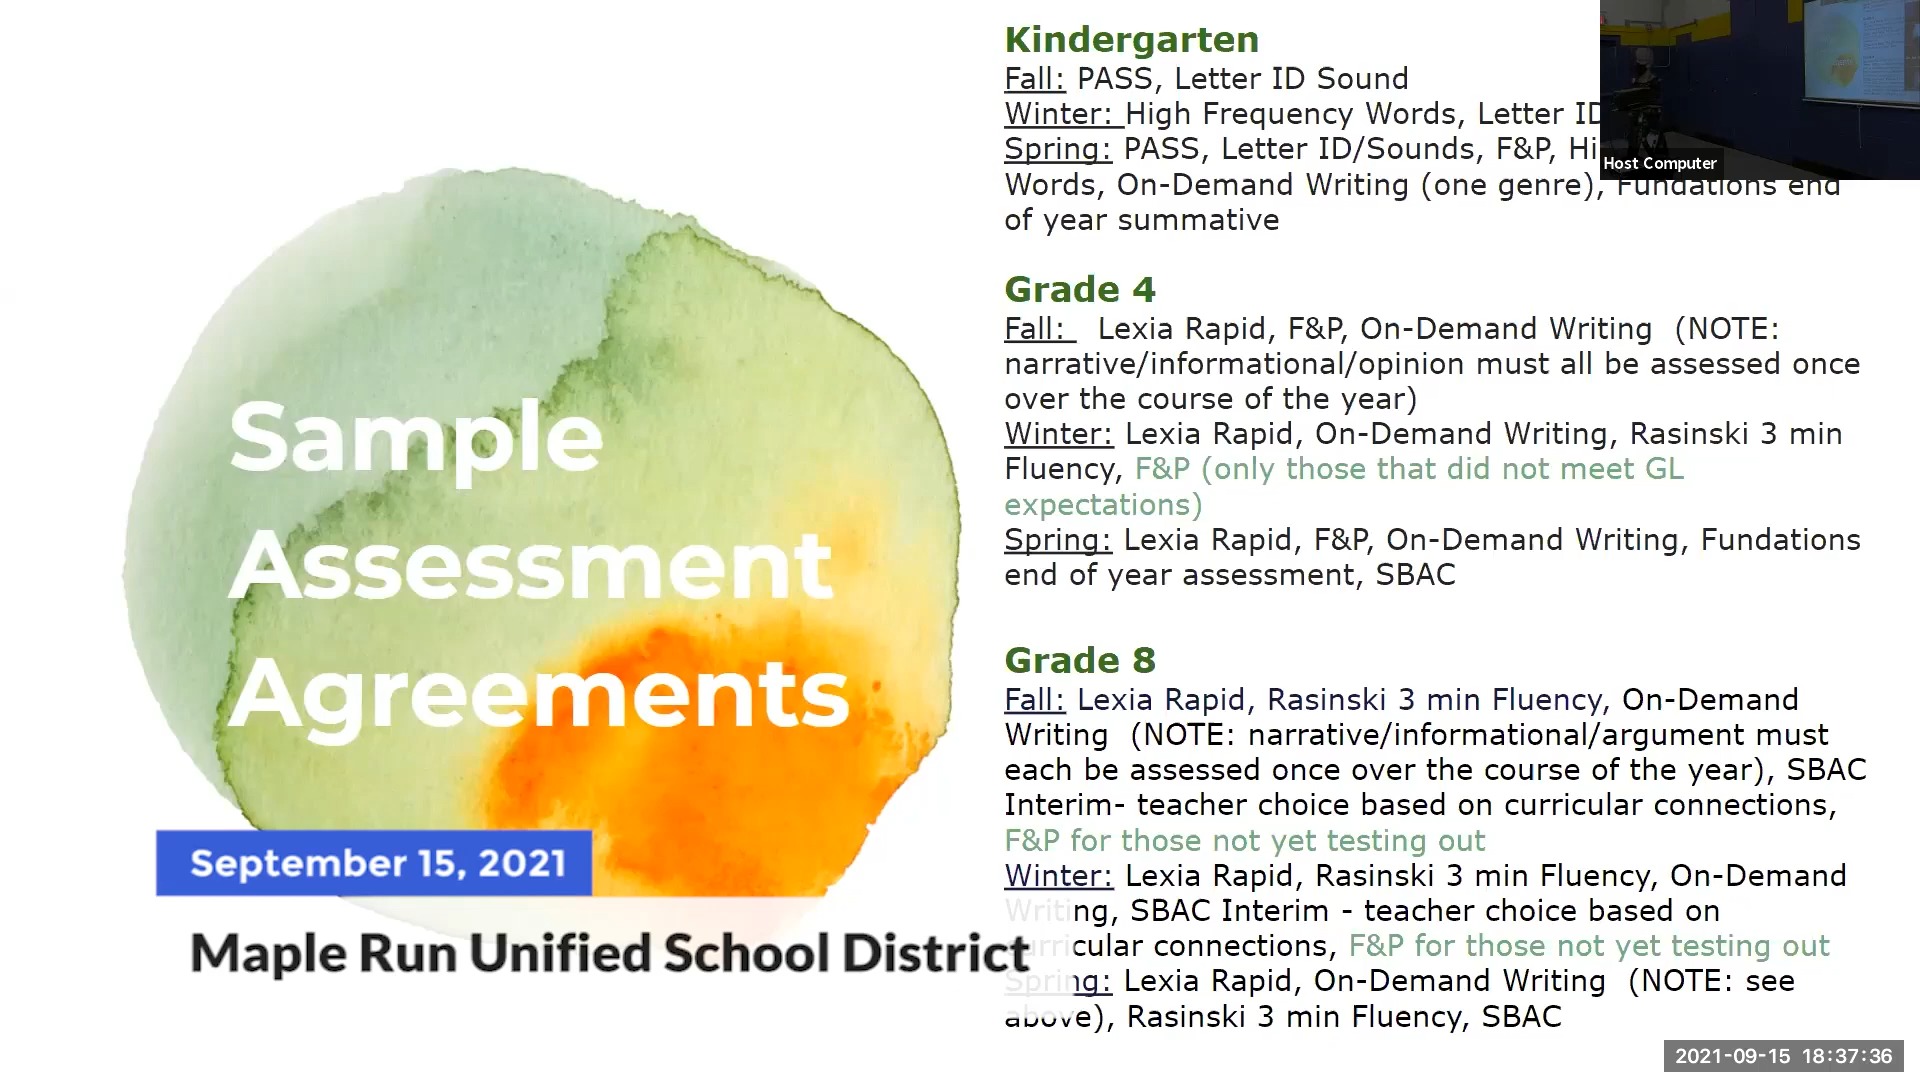 Sample
Assessment
Agreements
September 15, 2021
Maple Run Unified School District
Kindergarten
Fall: PASS, Letter ID Sound
Winter: High Frequency Words, Letter ID
Spring: PASS, Letter ID/Sounds, F&P, Hi
Words, On-Demand Writing (one genre), Fundations end
of year summative
Grade 4
Fall: Lexia Rapid, F&P, On-Demand Writing (NOTE:
narrative/informational/opinion must all be assessed once
over the course of the year)
Winter: Lexia Rapid, On-Demand Writing, Rasinski 3 min
Fluency, F&P (only those that did not meet GL
expectations)
Spring: Lexia Rapid, F&P, On-Demand Writing, Fundations
end of year assessment, SBAC
Grade 8
Fall: Lexia Rapid, Rasinski 3 min Fluency, On-Demand
Writing (NOTE: narrative/informational/argument must
each be assessed once over the course of the year), SBAC
Interim- teacher choice based on curricular connections,
F&P for those not yet testing out
Winter: Lexia Rapid, Rasinski 3 min Fluency, On-Demand
Writing, SBAC Interim - teacher choice based on
curricular connections, F&P for those not yet testing out
Spring: Lexia Rapid, On-Demand Writing (NOTE: see
above), Rasinski 3 min Fluency, SBAC
Host Computer
2021-09-15 18:37:36